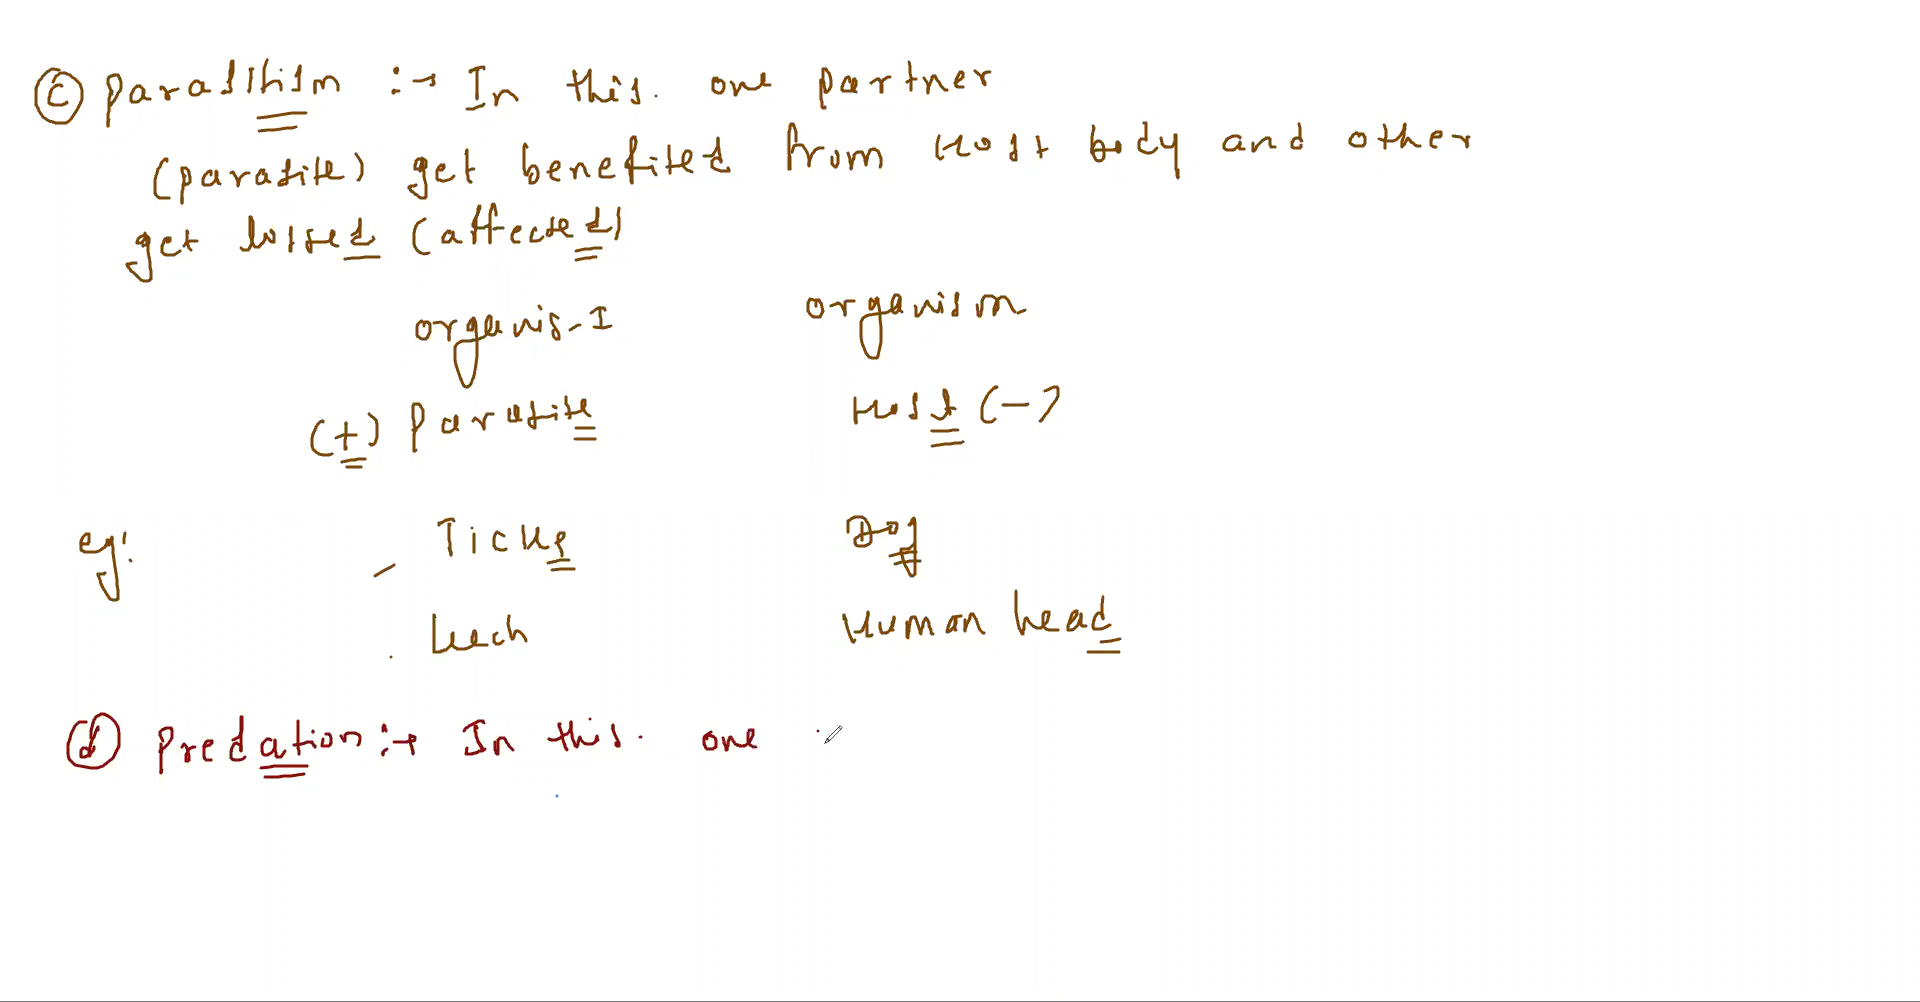 (c) Parasitism :→ In this. one partner
(parasite) get benefited from Host body and other
get lossed (affected)
organis-I organism
(+) Parasite Host (-)
eg: Ticks Dog
Leech Human head
(d) Predation :→ In this. one